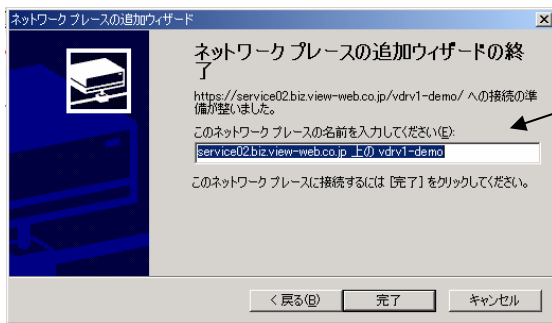 ネットワーク プレースの追加ウィザード
ネットワーク プレースの追加ウィザードの終
了
https://service02.biz.view-web.co.jp/vdrv1-demo/ への接続の準
備が整いました。
このネットワーク プレースの名前を入力してください(E):
service02.biz.view-web.co.jp 上の vdrv1-demo
このネットワーク プレースに接続するには [完了] をクリックしてください。
< 戻る(B)
完了
キャンセル